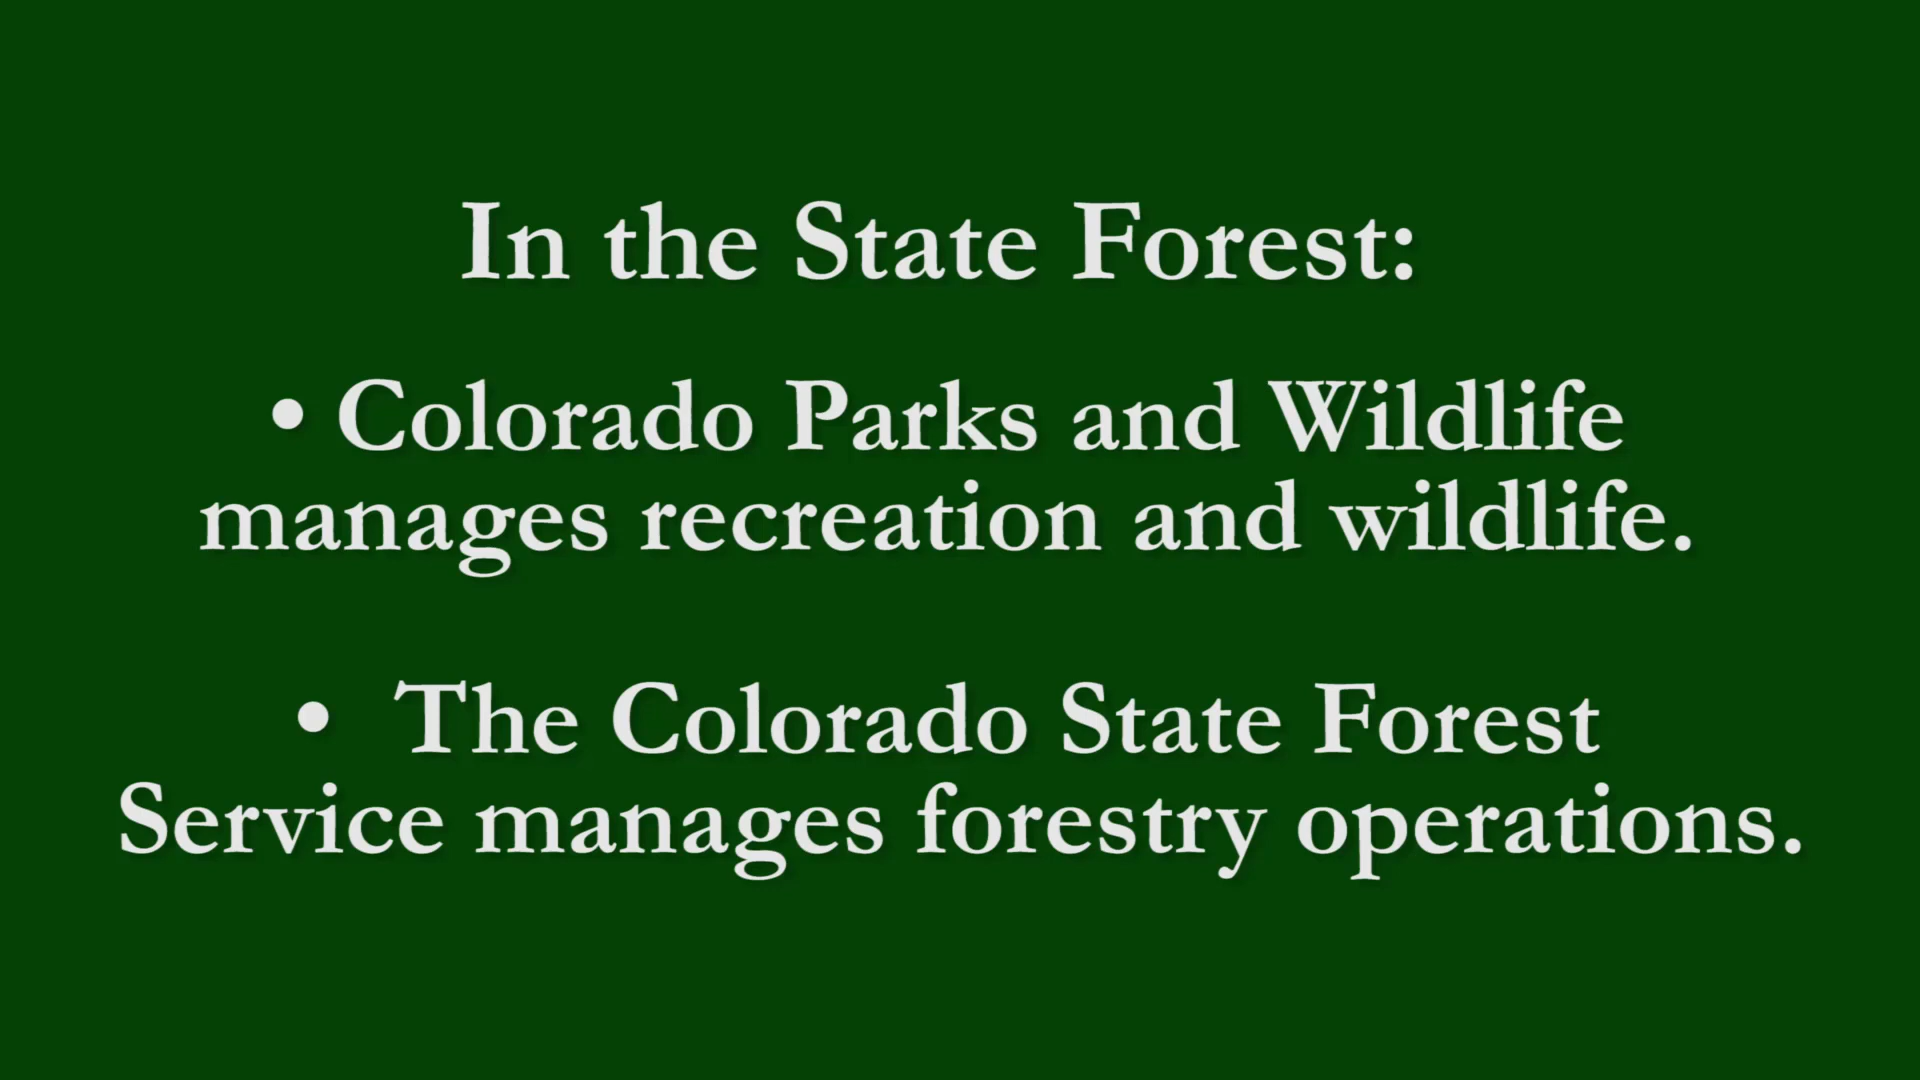 In the State Forest:
• Colorado Parks and Wildlife
manages recreation and wildlife.
• The Colorado State Forest
Service manages forestry operations.